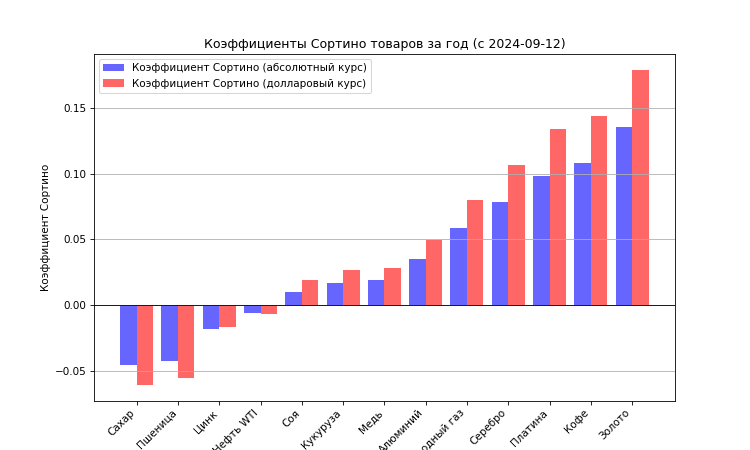 Коэффициенты Сортино товаров за год (с 2024-09-12)
Коэффициент Сортино (абсолютный курс)
Коэффициент Сортино (долларовый курс)
Коэффициент Сортино
0.15
0.10
0.05
0.00
−0.05
Сахар
Пшеница
Цинк
Нефть WTI
Соя
Кукуруза
Медь
Алюминий
газ
Серебро
Платина
Кофе
Золото